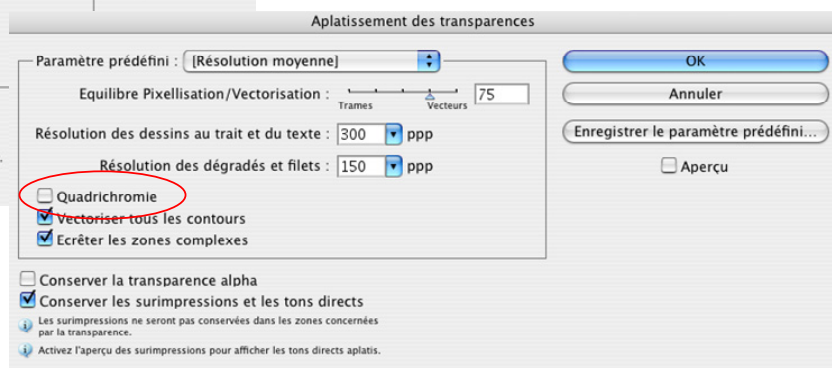 Aplatissement des transparences
Paramètre prédéfini : [Résolution moyenne]
OK
Equilibre Pixellisation/Vectorisation : 75
Trames Vecteurs
Annuler
Résolution des dessins au trait et du texte : 300 ppp
Enregistrer le paramètre prédéfini...
Résolution des dégradés et filets : 150 ppp
Aperçu
Quadrichromie
Vectoriser tous les contours
Ecrêter les zones complexes
Conserver la transparence alpha
Conserver les surimpressions et les tons directs
Les surimpressions ne seront pas conservées dans les zones concernées
par la transparence.
Activez l'aperçu des surimpressions pour afficher les tons directs aplatis.